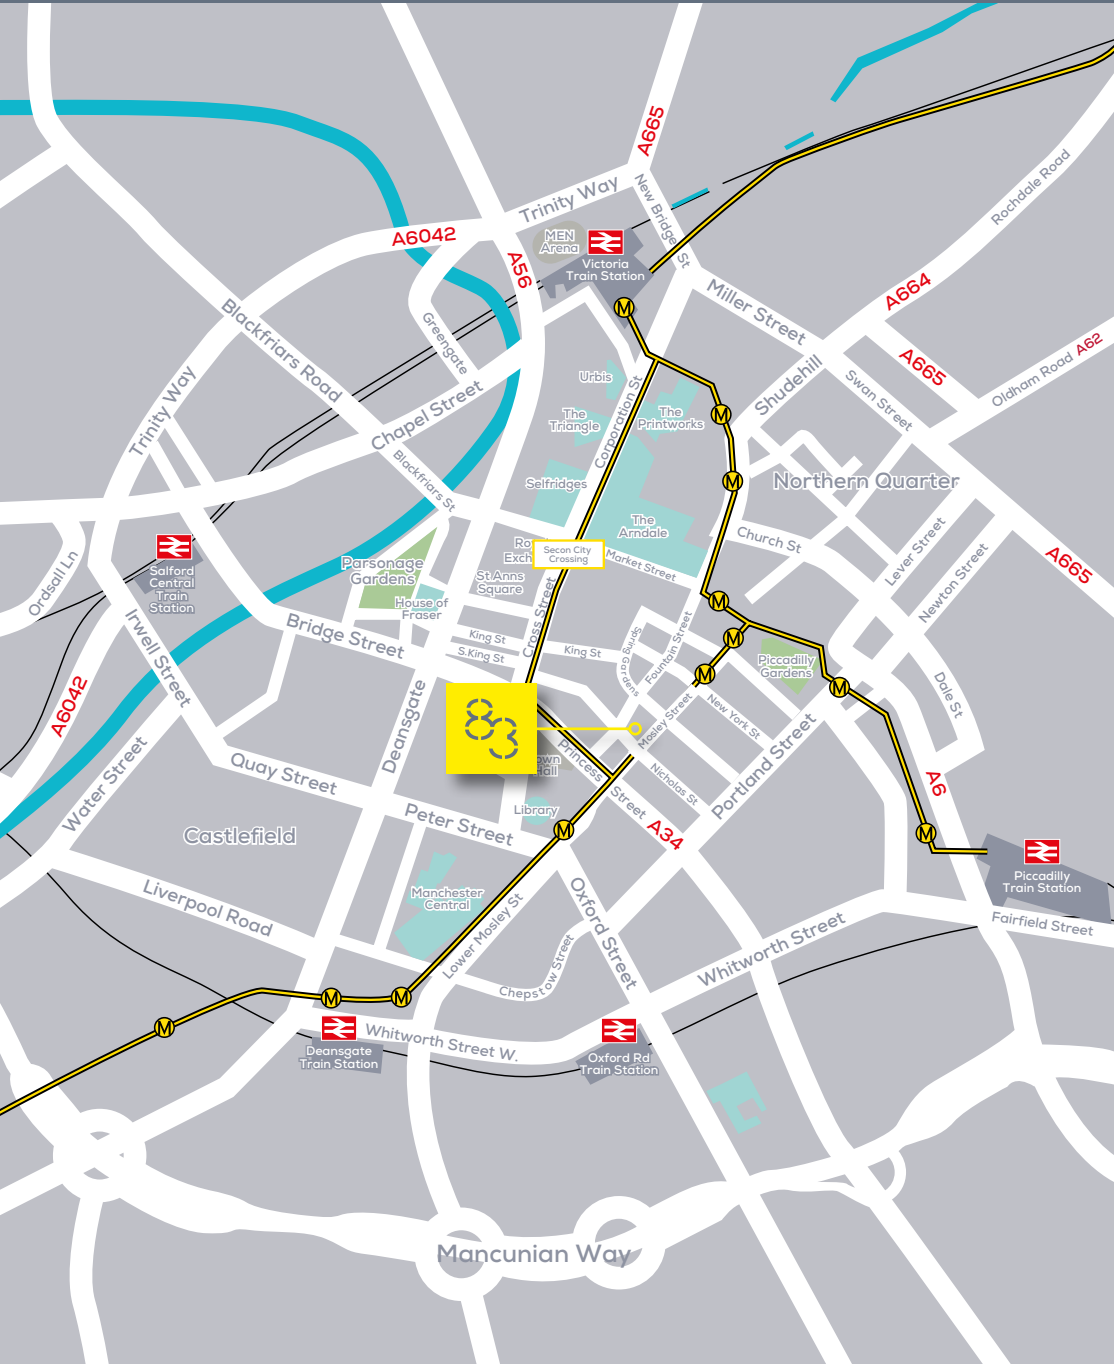 A665
Trinity Way
New Bridge St
Rochdale Road
A6042
MEN
Arena
Victoria
Train Station
A56
A664
Miller Street
Blackfriars Road
M
Greengate
A62
Oldham Road
A665
Shudehill
Swan Street
Urbis
Trinity Way
Chapel Street
Corporation St
The
Triangle
The
Printworks
M
Blackfriars St
Selfridges
M
Northern Quarter
The
Arndale
Church St
Lever Street
Newton Street
A665
Ordsall Ln
Salford
Central
Train
Station
Secon City
Crossing
Market Street
Parsonage
Gardens
St Anns
Square
House of
Fraser
Cross Street
M
Irwell Street
Bridge Street
King St
S.King St
King St
Spring Gardens
Fountain Street
M
Piccadilly
Gardens
M
M
Dale St
A6042
Deansgate
83
New York St
Mosley Street
Portland Street
Princess
Street
Nicholas St
Water Street
Quay Street
Library
A34
A6
Castlefield
Peter Street
M
M
Piccadilly
Train Station
Manchester
Central
Liverpool Road
Lower Mosley St
Oxford Street
Chepstow Street
Whitworth Street
Fairfield Street
M
M
M
Deansgate
Train Station
Whitworth Street W.
Oxford Rd
Train Station
Mancunian Way